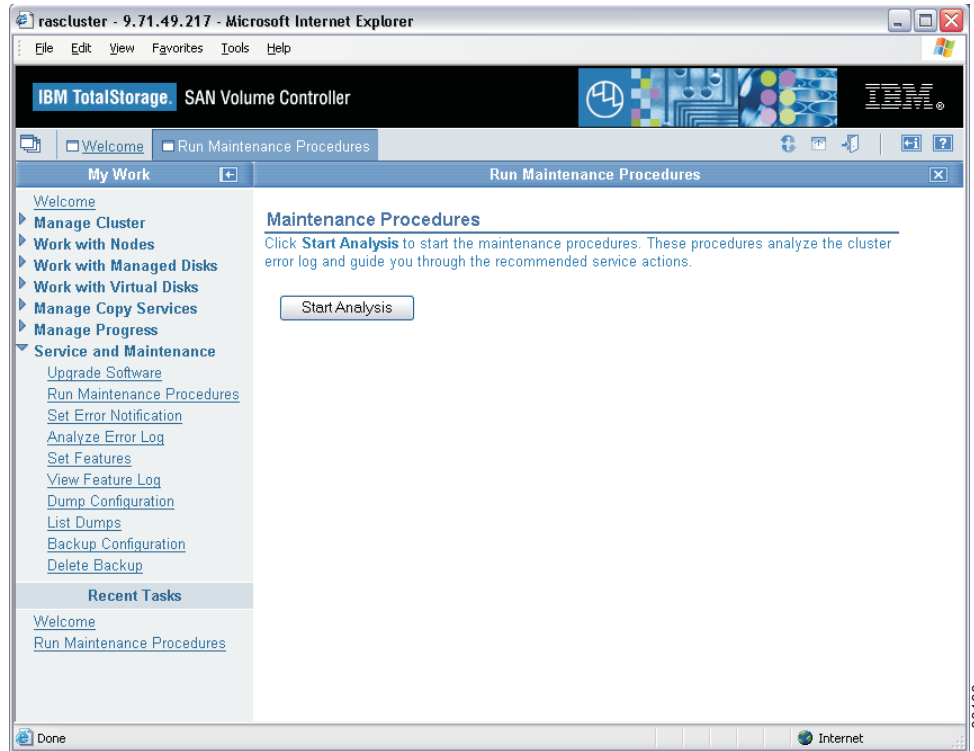 rascluster - 9.71.49.217 - Microsoft Internet Explorer
File Edit View Favorites Tools Help
IBM TotalStorage. SAN Volume Controller
IBM®
Welcome Run Maintenance Procedures
My Work
Run Maintenance Procedures
Welcome
Manage Cluster
Work with Nodes
Work with Managed Disks
Work with Virtual Disks
Manage Copy Services
Manage Progress
Service and Maintenance
Upgrade Software
Run Maintenance Procedures
Set Error Notification
Analyze Error Log
Set Features
View Feature Log
Dump Configuration
List Dumps
Backup Configuration
Delete Backup
Recent Tasks
Welcome
Run Maintenance Procedures
Maintenance Procedures
Click Start Analysis to start the maintenance procedures. These procedures analyze the cluster
error log and guide you through the recommended service actions.
Start Analysis
Done
Internet